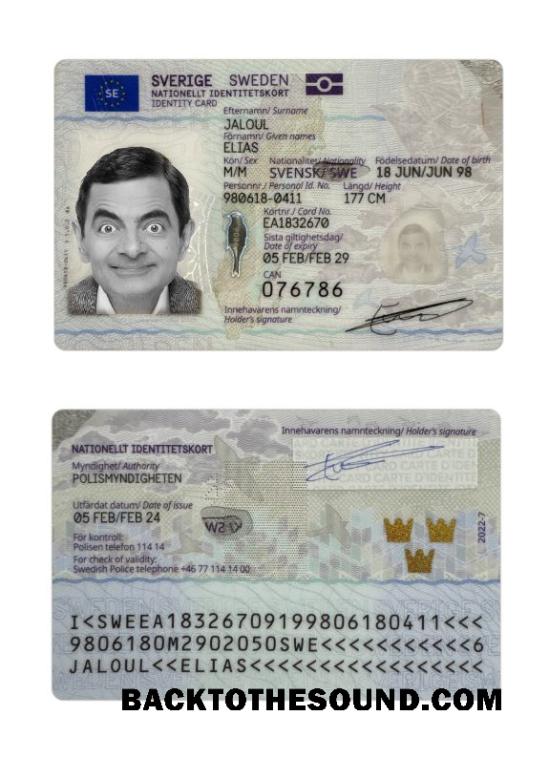 SE
SVERIGE SWEDEN
NATIONELLT IDENTITETSKORT
IDENTITY CARD
Efternamn/ Surname
JALOUL
Förnamn/ Given names
ELIAS
Kön/ Sex Nationalitet/ Nationality Födelsedatum/ Date of birth
M/M SVENSK/SWE 18 JUN/JUN 98
Personnr./ Personal Id. No. Längd/ Height
980618-0411 177 CM
Kortnr./ Card No.
EA1832670
Sista giltighetsdag/
Date of expiry
05 FEB/FEB 29
CAN
076786
Innehavarens namnteckning/
Holder's signature
Innehavarens namnteckning/ Holder's signature
NATIONELLT IDENTITETSKORT
Myndighet/ Authority
POLISMYNDIGHETEN
Utfärdat datum/ Date of issue
05 FEB/FEB 24
För kontroll:
Polisen telefon 114 14
For check of validity:
Swedish Police telephone +46 77 114 14 00
2022-7
I<SWEEA18326709199806180411<<<
9806180M2902050SWE<<<<<<<<<<<6
JALOUL<<ELIAS<<<<<<<<<<<<<<<<<
BACKTOTHESOUND.COM